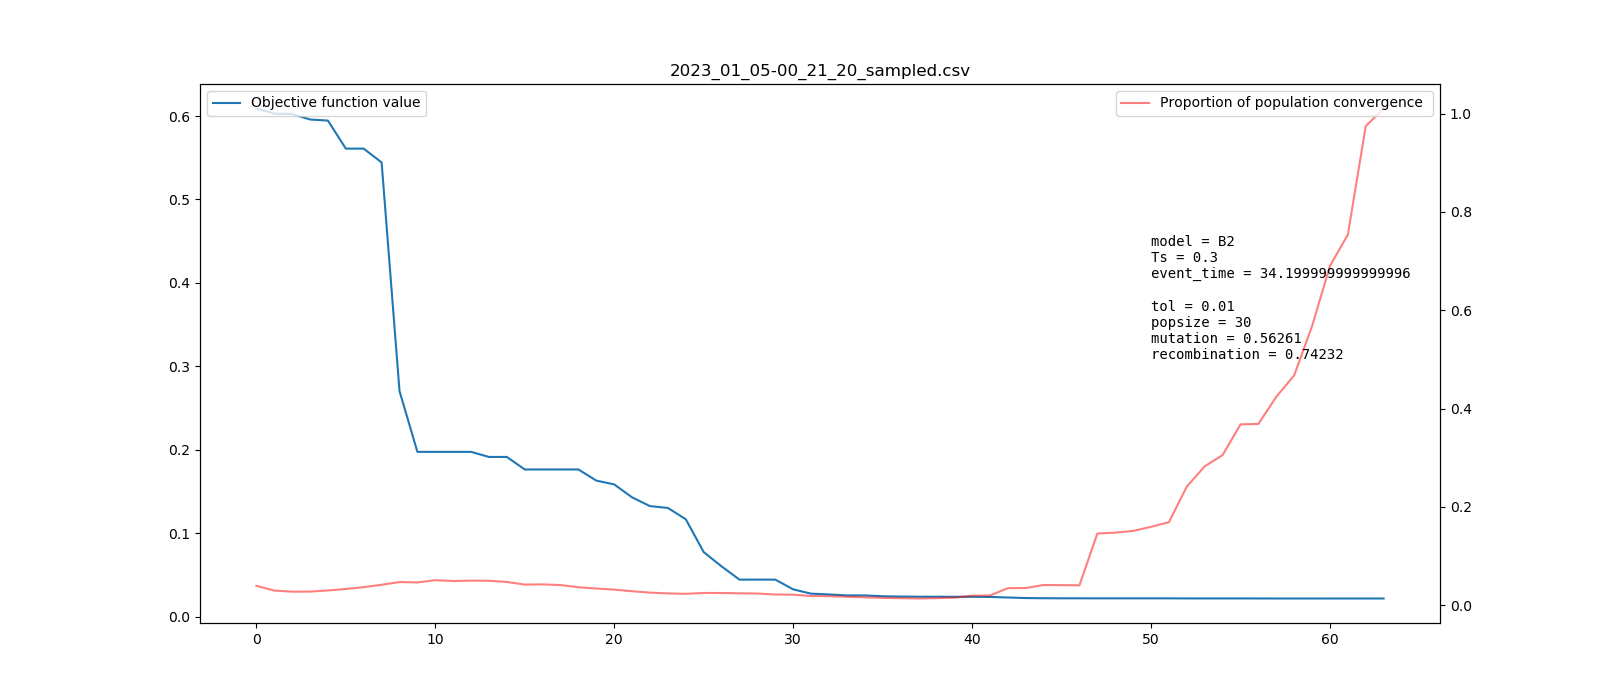 2023_01_05-00_21_20_sampled.csv
Objective function value
Proportion of population convergence
0.6
0.5
0.4
0.3
0.2
0.1
0.0
1.0
0.8
0.6
0.4
0.2
0.0
model = B2
Ts = 0.3
event_time = 34.199999999999996
tol = 0.01
popsize = 30
mutation = 0.56261
recombination = 0.74232
0 10 20 30 40 50 60